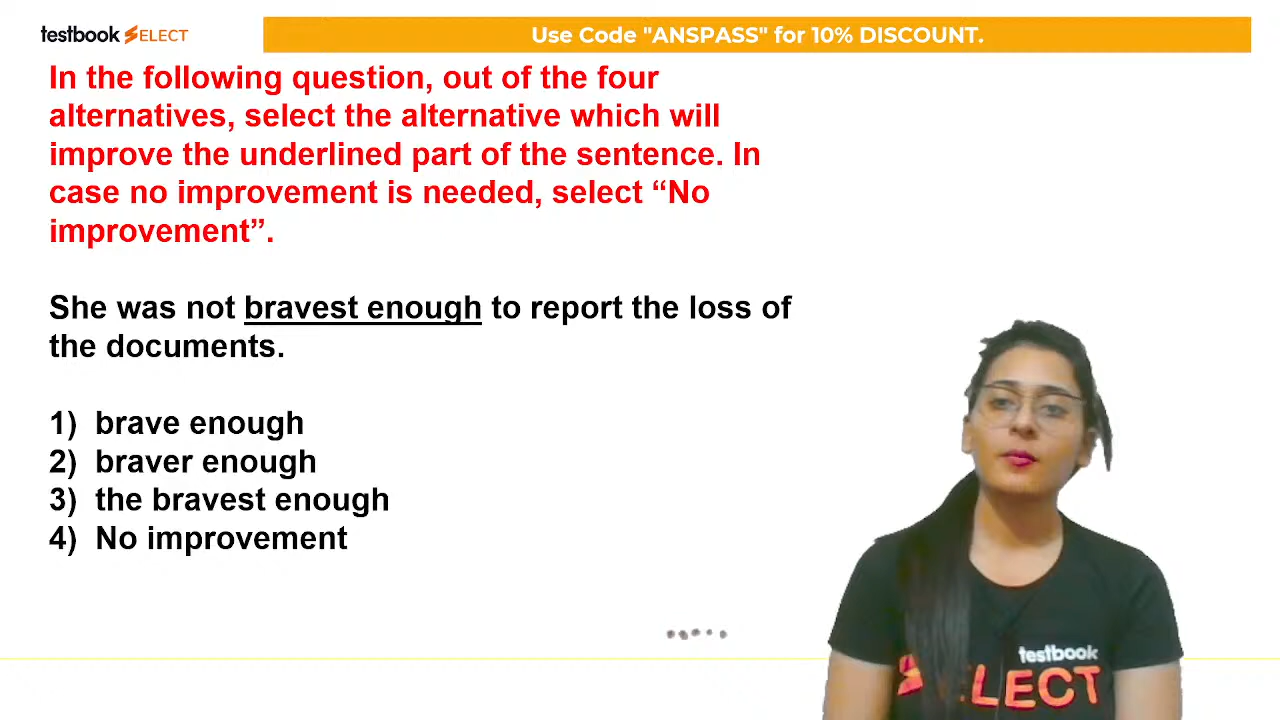 testbook SELECT
Use Code "ANSPASS" for 10% DISCOUNT.
In the following question, out of the four
alternatives, select the alternative which will
improve the underlined part of the sentence. In
case no improvement is needed, select “No
improvement”.
She was not bravest enough to report the loss of
the documents.
1) brave enough
2) braver enough
3) the bravest enough
4) No improvement
testbook
SELECT